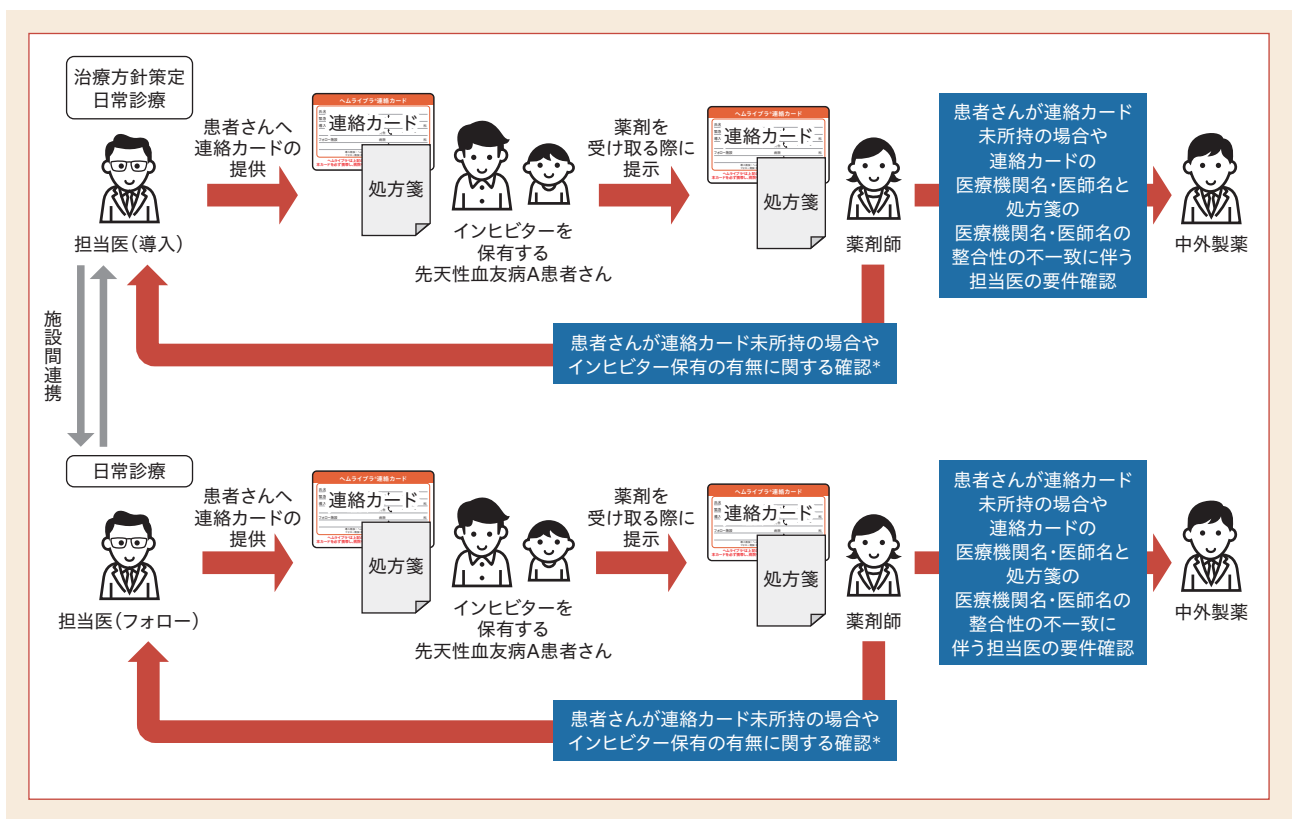 治療方針策定
日常診療
担当医(導入)
患者さんへ
連絡カードの
提供
ヘムライブラ®連絡カード
連絡カード
処方箋
インヒビターを
保有する
先天性血友病A患者さん
薬剤を
受け取る際に
提示
ヘムライブラ®連絡カード
連絡カード
処方箋
薬剤師
患者さんが連絡カード
未所持の場合や
連絡カードの
医療機関名・医師名と
処方箋の
医療機関名・医師名の
整合性の不一致に伴う
担当医の要件確認
中外製薬
患者さんが連絡カード未所持の場合や
インヒビター保有の有無に関する確認*
施設間連携
日常診療
担当医(フォロー)
患者さんへ
連絡カードの
提供
ヘムライブラ®連絡カード
連絡カード
処方箋
インヒビターを
保有する
先天性血友病A患者さん
薬剤を
受け取る際に
提示
ヘムライブラ®連絡カード
連絡カード
処方箋
薬剤師
患者さんが連絡カード
未所持の場合や
連絡カードの
医療機関名・医師名と
処方箋の
医療機関名・医師名の
整合性の不一致に
伴う担当医の要件確認
中外製薬
患者さんが連絡カード未所持の場合や
インヒビター保有の有無に関する確認*